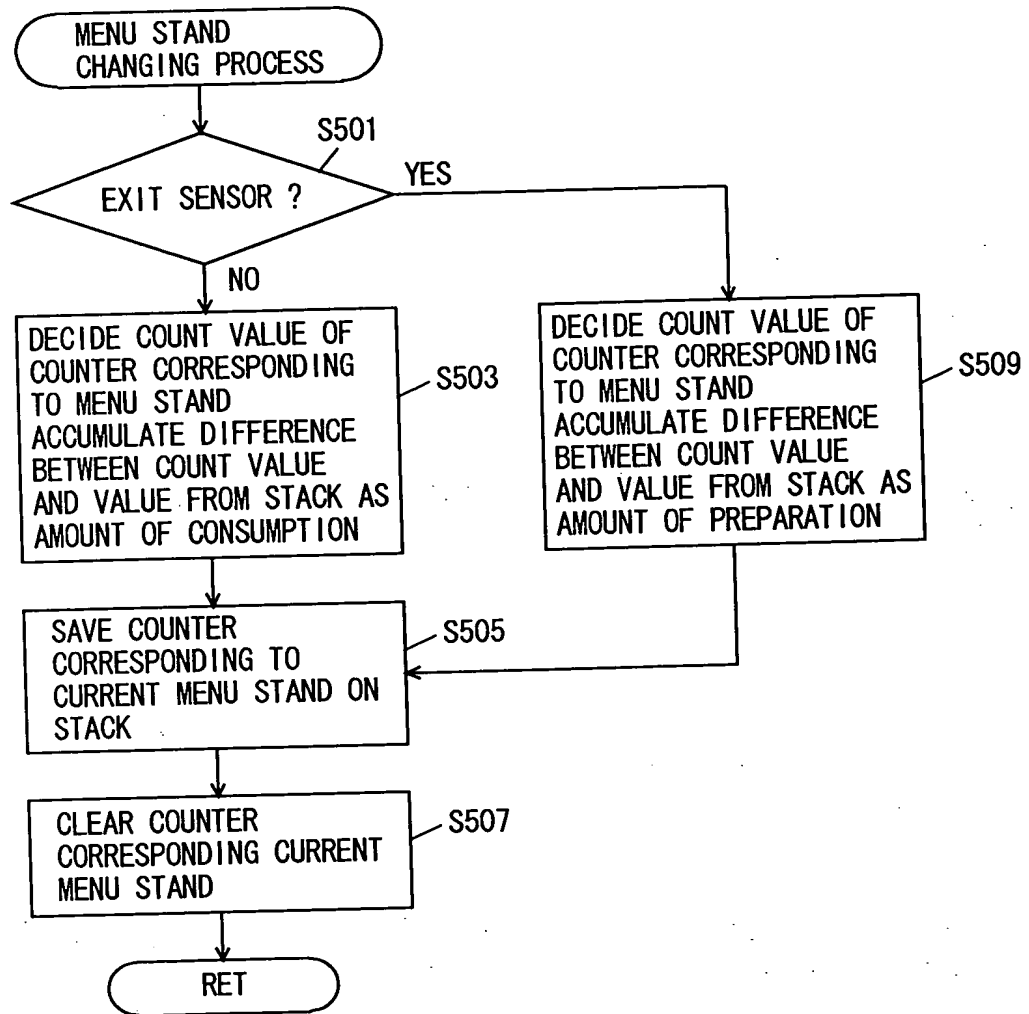 MENU STAND
CHANGING PROCESS
S501
EXIT SENSOR ?
YES
NO
DECIDE COUNT VALUE OF
COUNTER CORRESPONDING
TO MENU STAND
ACCUMULATE DIFFERENCE
BETWEEN COUNT VALUE
AND VALUE FROM STACK AS
AMOUNT OF CONSUMPTION
S503
DECIDE COUNT VALUE OF
COUNTER CORRESPONDING
TO MENU STAND
ACCUMULATE DIFFERENCE
BETWEEN COUNT VALUE
AND VALUE FROM STACK AS
AMOUNT OF PREPARATION
S509
SAVE COUNTER
CORRESPONDING TO
CURRENT MENU STAND ON
STACK
S505
CLEAR COUNTER
CORRESPONDING CURRENT
MENU STAND
S507
RET